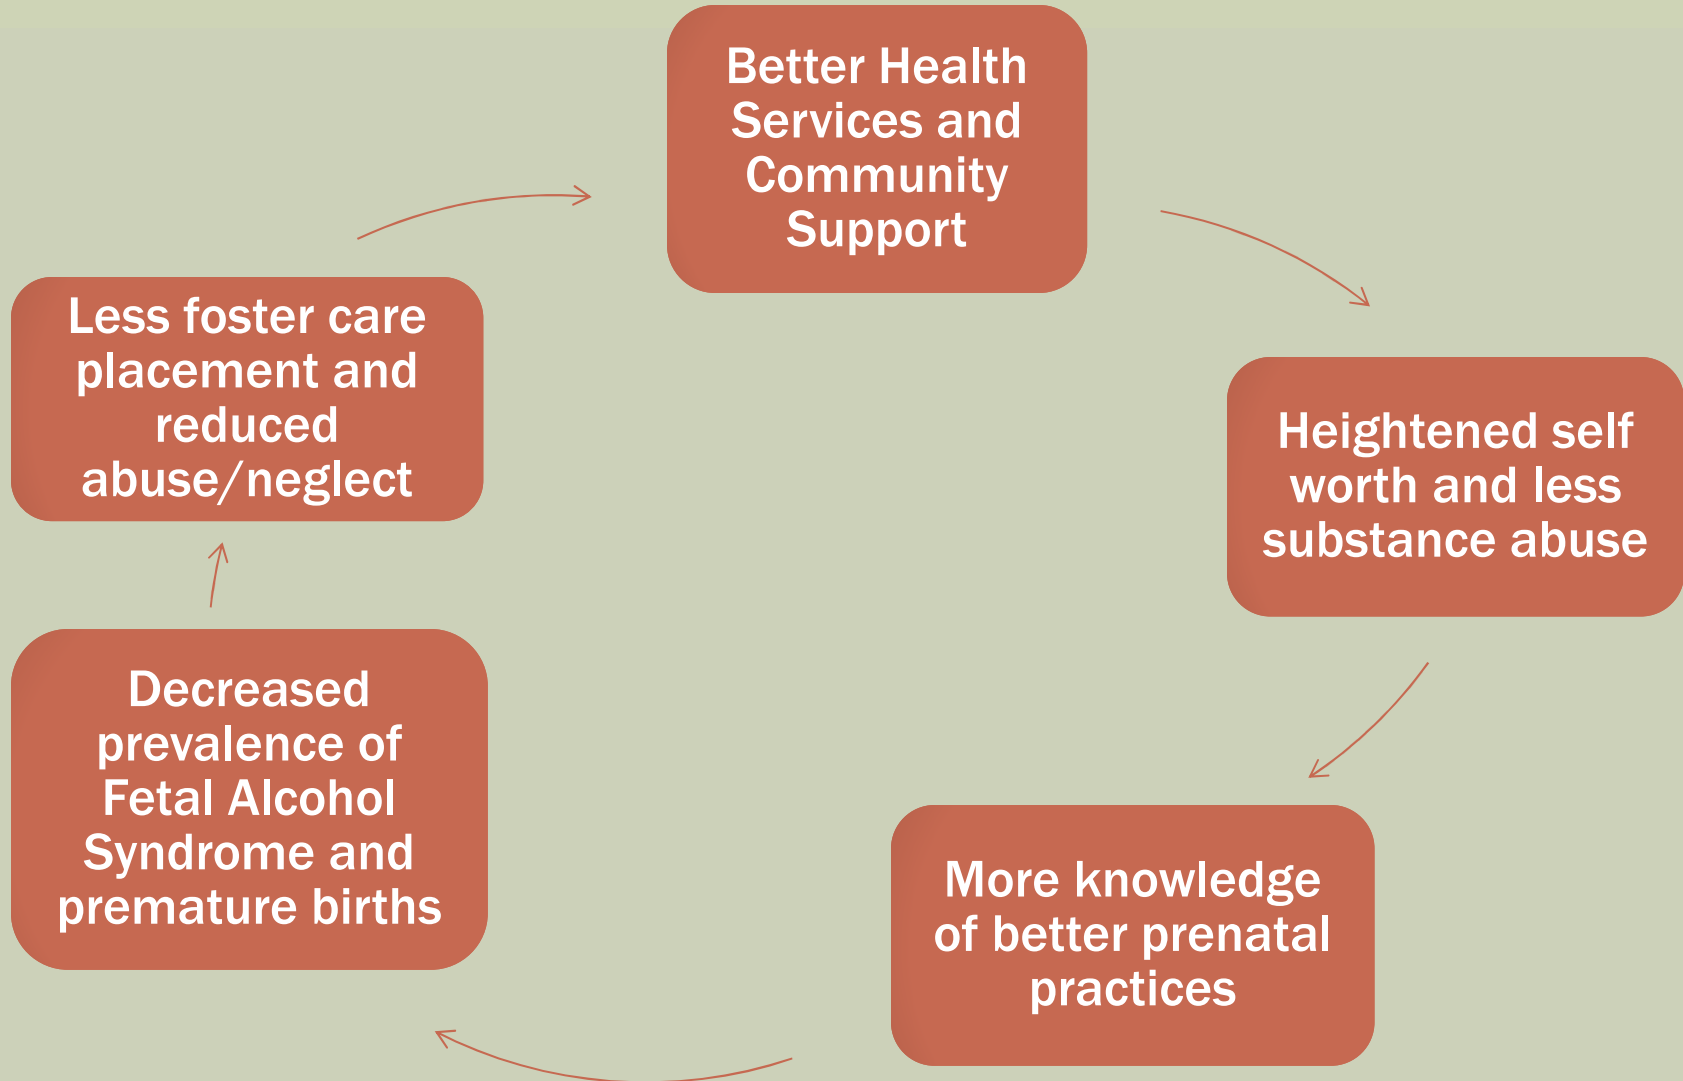 Better Health
Services and
Community
Support
Heightened self
worth and less
substance abuse
More knowledge
of better prenatal
practices
Decreased
prevalence of
Fetal Alcohol
Syndrome and
premature births
Less foster care
placement and
reduced
abuse/neglect